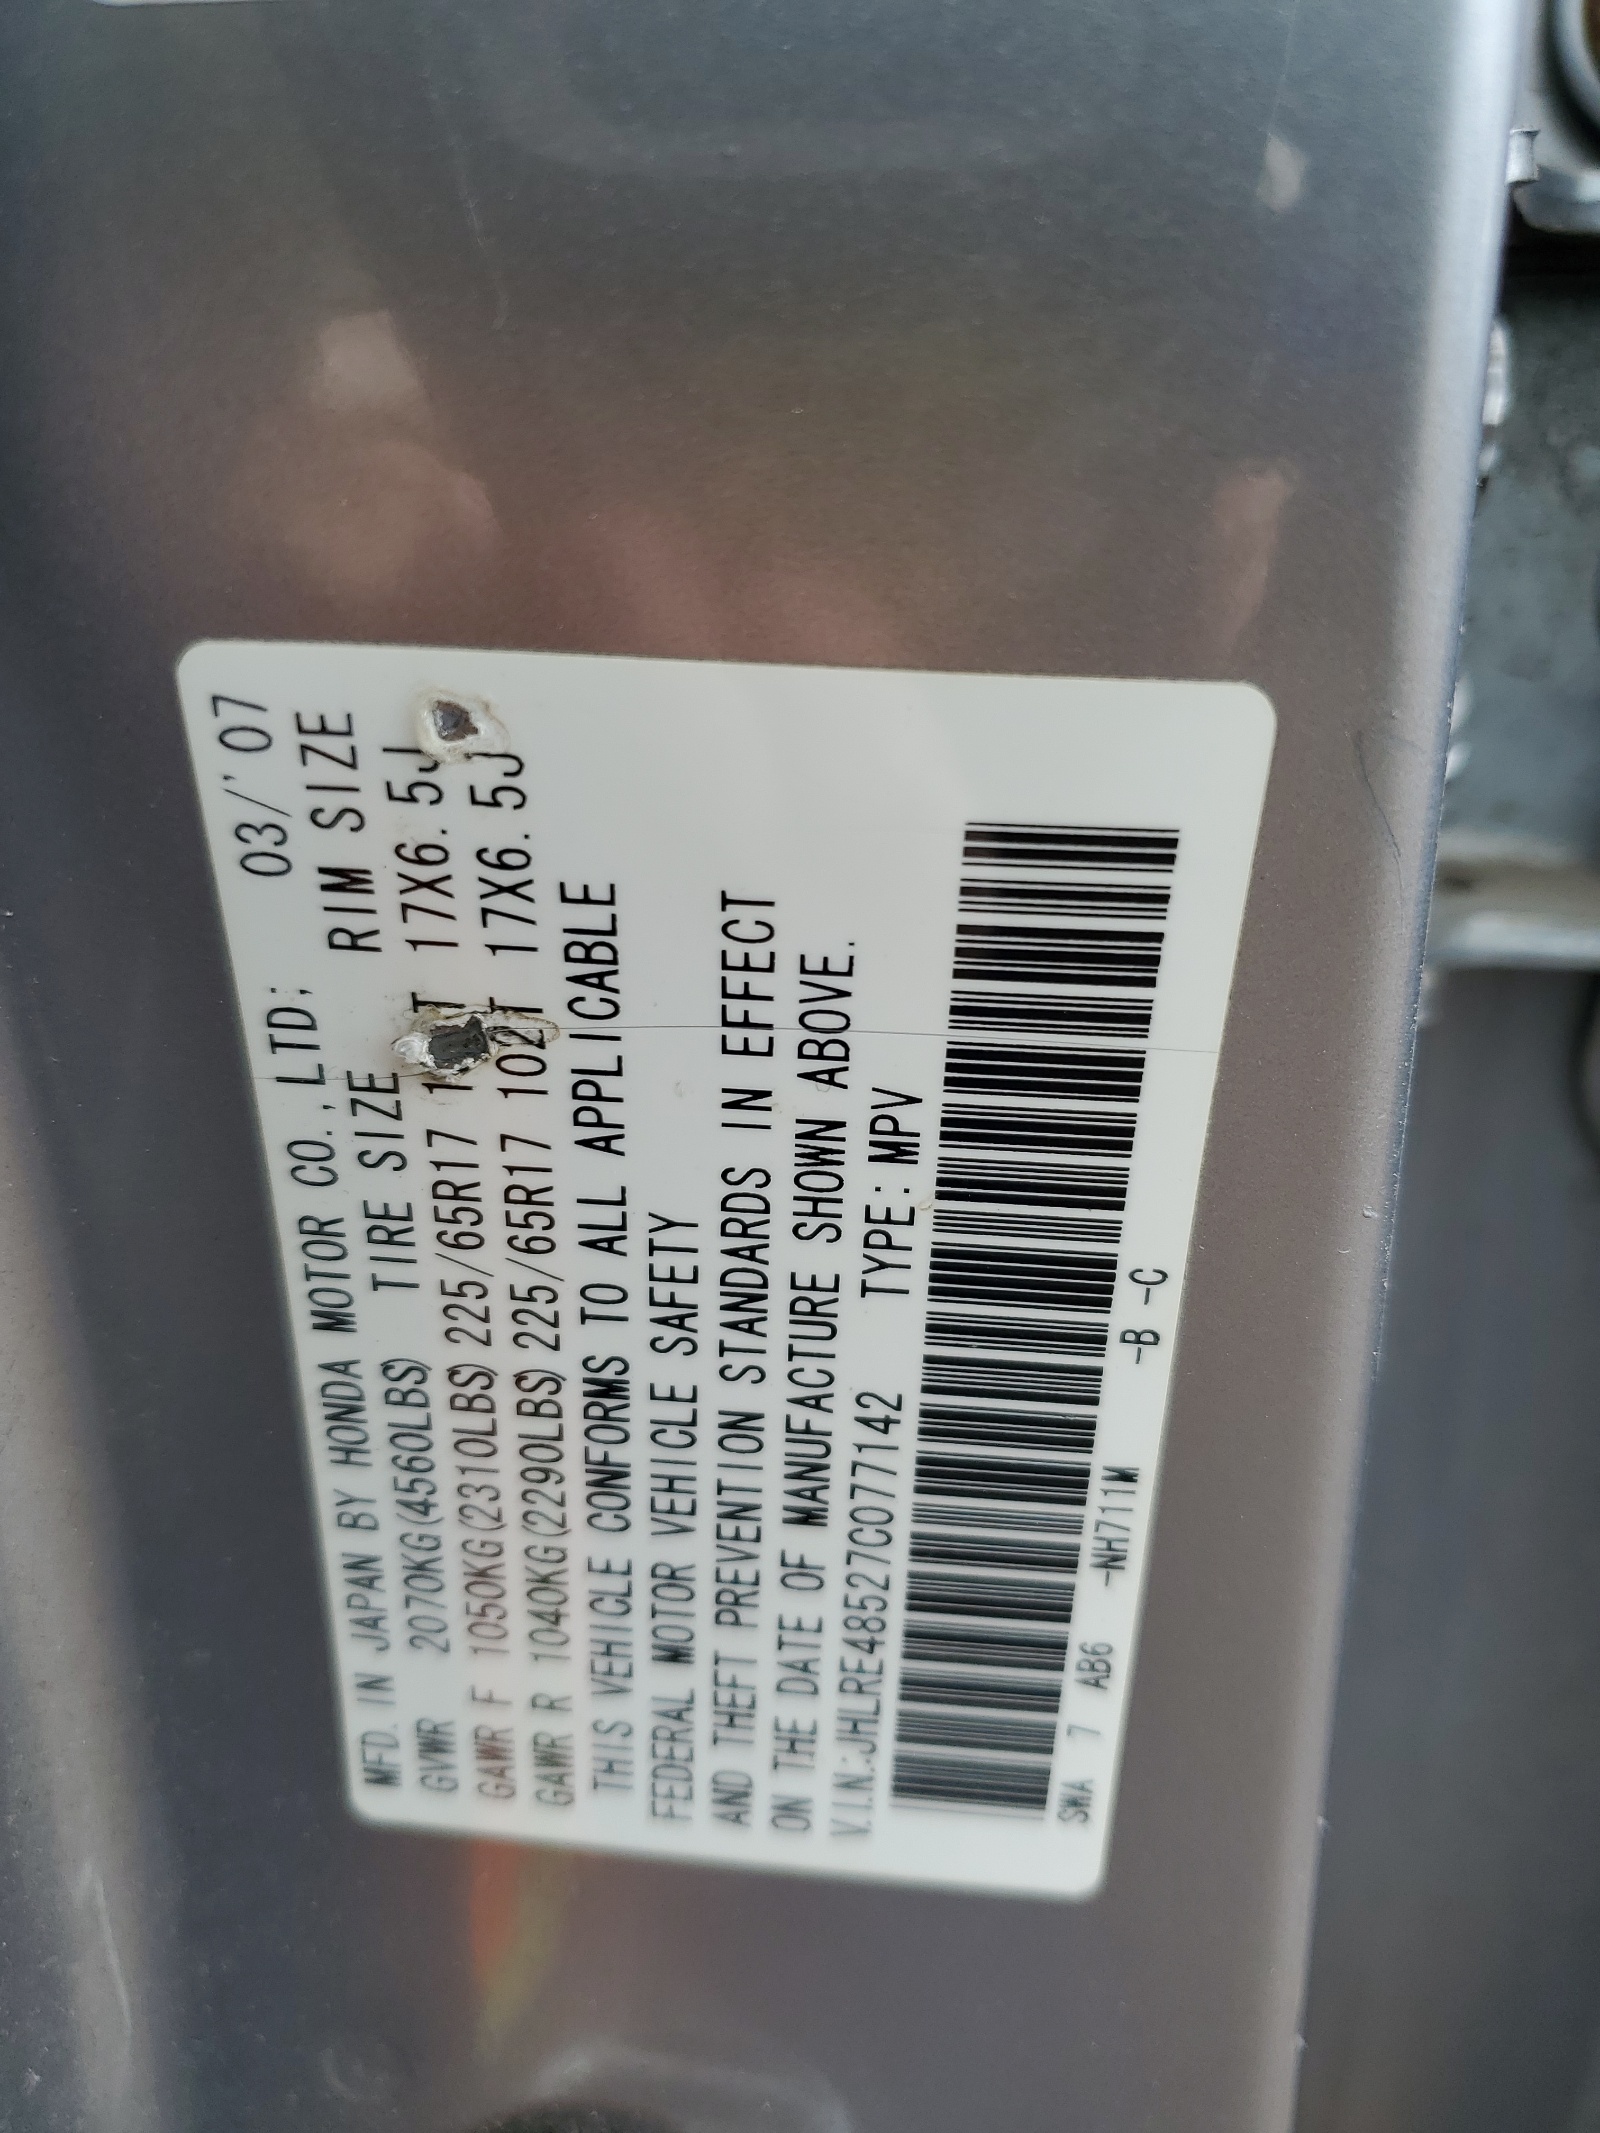 MFD. IN JAPAN BY HONDA MOTOR CO., LTD. 03/'07
GVWR 2070KG(4560LBS) TIRE SIZE RIM SIZE
GAWR F 1050KG(2310LBS) 225/65R17 17X6.5J
GAWR R 1040KG(2290LBS) 225/65R17 102T 17X6.5J
THIS VEHICLE CONFORMS TO ALL APPLICABLE
FEDERAL MOTOR VEHICLE SAFETY
AND THEFT PREVENTION STANDARDS IN EFFECT
ON THE DATE OF MANUFACTURE SHOWN ABOVE.
V.I.N.:JHLRE48527C077142 TYPE:MPV
SWA 7 AB6 -NH711M -B -C